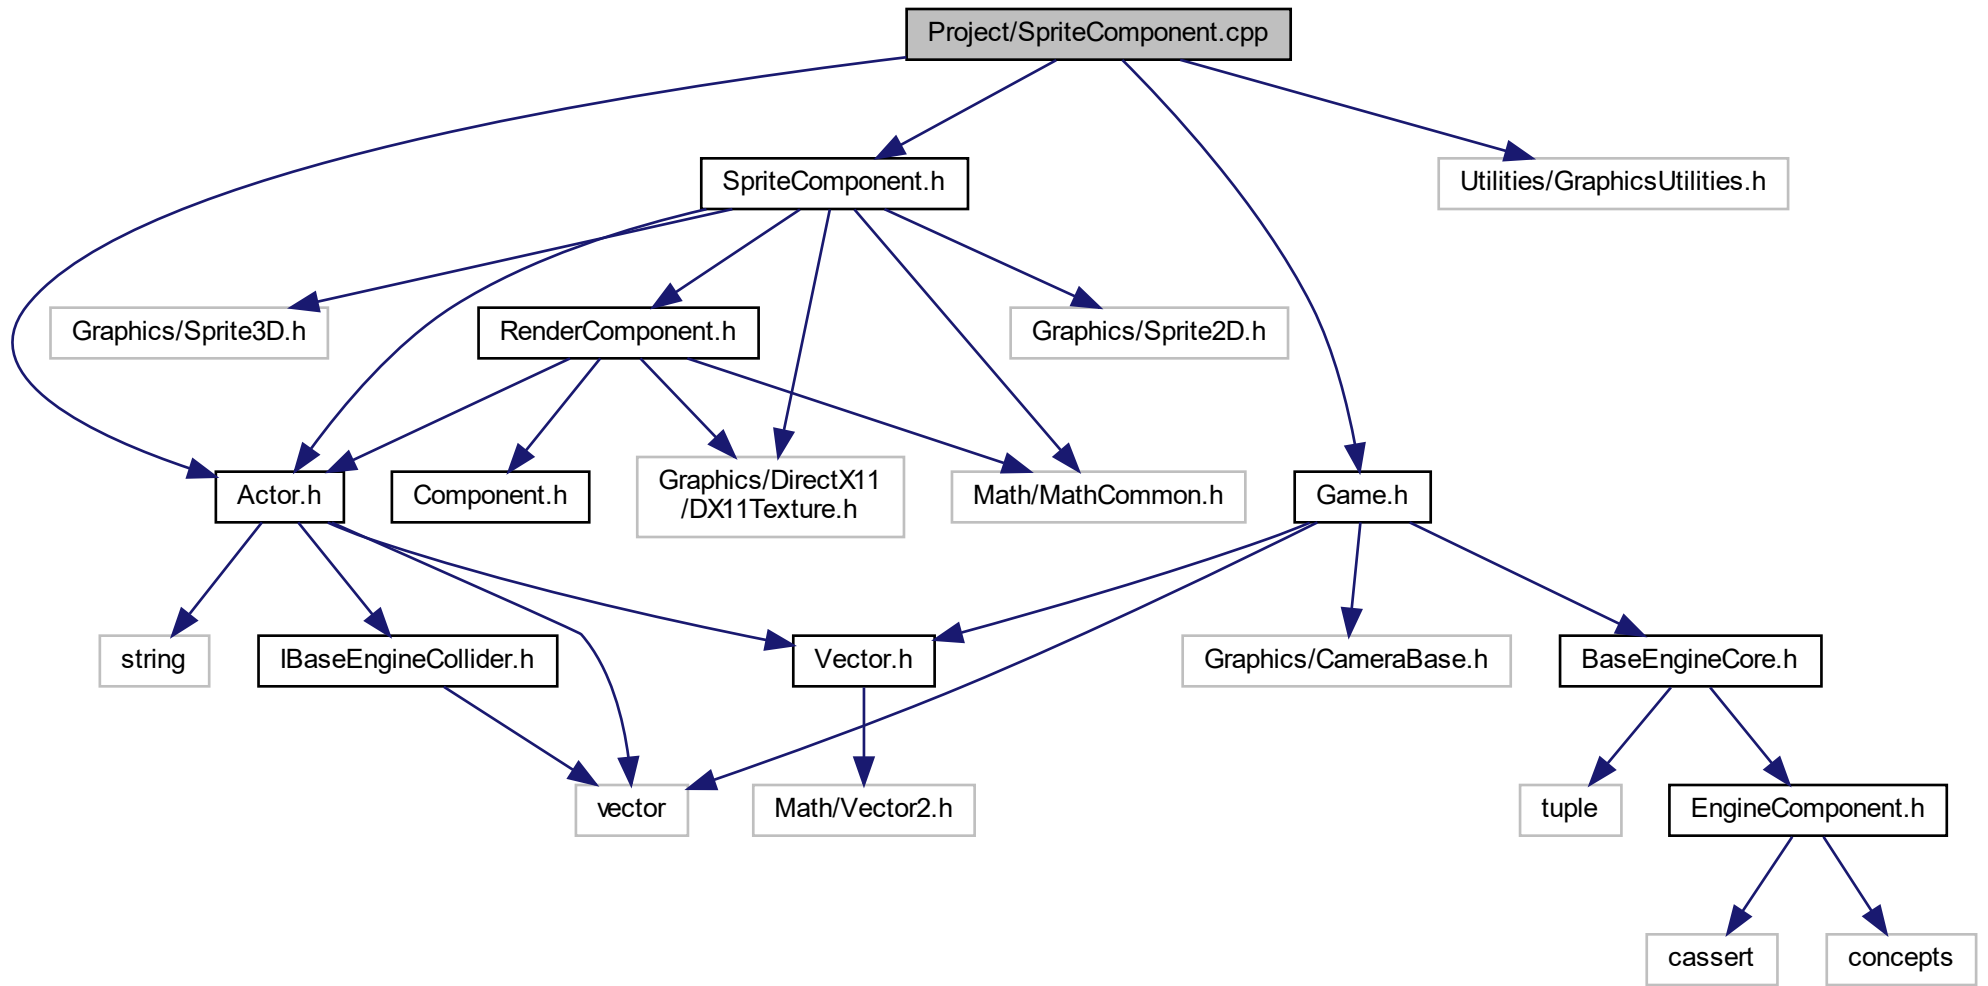 Project/SpriteComponent.cpp
SpriteComponent.h
Utilities/GraphicsUtilities.h
Graphics/Sprite3D.h
RenderComponent.h
Graphics/Sprite2D.h
Actor.h
Component.h
Graphics/DirectX11
/DX11Texture.h
Math/MathCommon.h
Game.h
string
IBaseEngineCollider.h
Vector.h
Graphics/CameraBase.h
BaseEngineCore.h
vector
Math/Vector2.h
tuple
EngineComponent.h
cassert
concepts